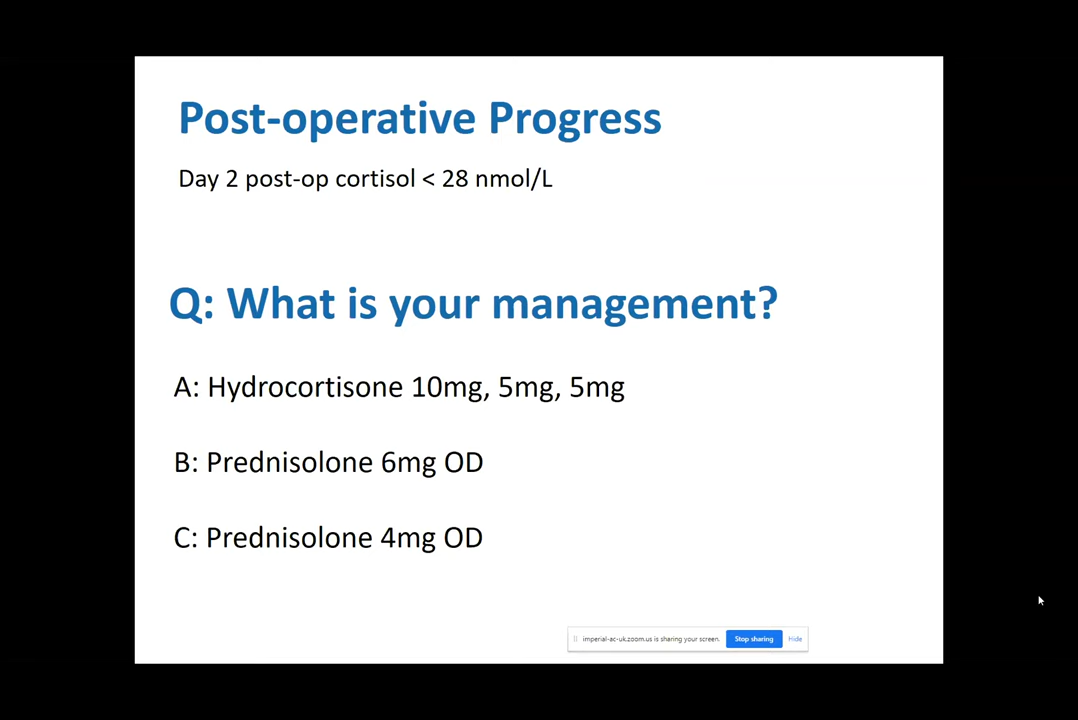 Post-operative Progress
Day 2 post-op cortisol < 28 nmol/L
Q: What is your management?
A: Hydrocortisone 10mg, 5mg, 5mg
B: Prednisolone 6mg OD
C: Prednisolone 4mg OD
imperial-ac-uk.zoom.us is sharing your screen. Stop sharing Hide